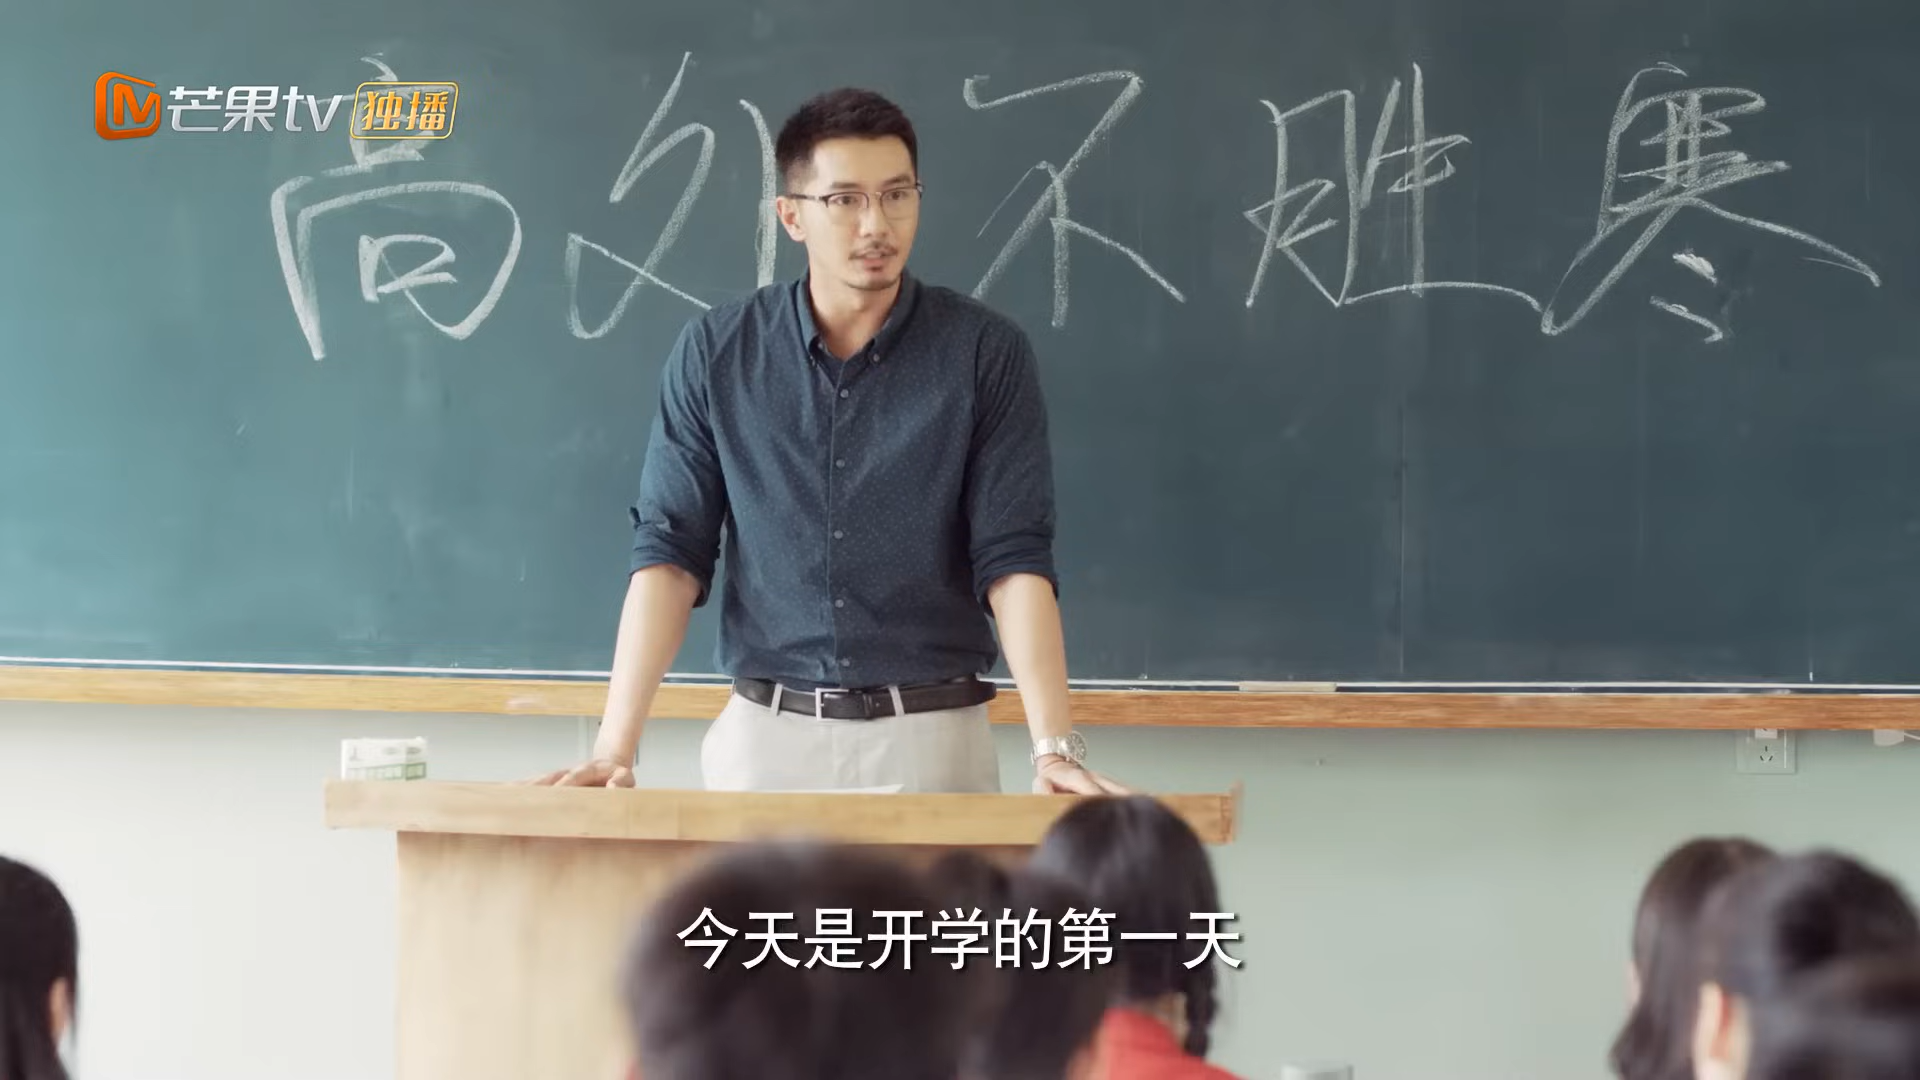 高处不胜寒
芒果tv 独播
今天是开学的第一天